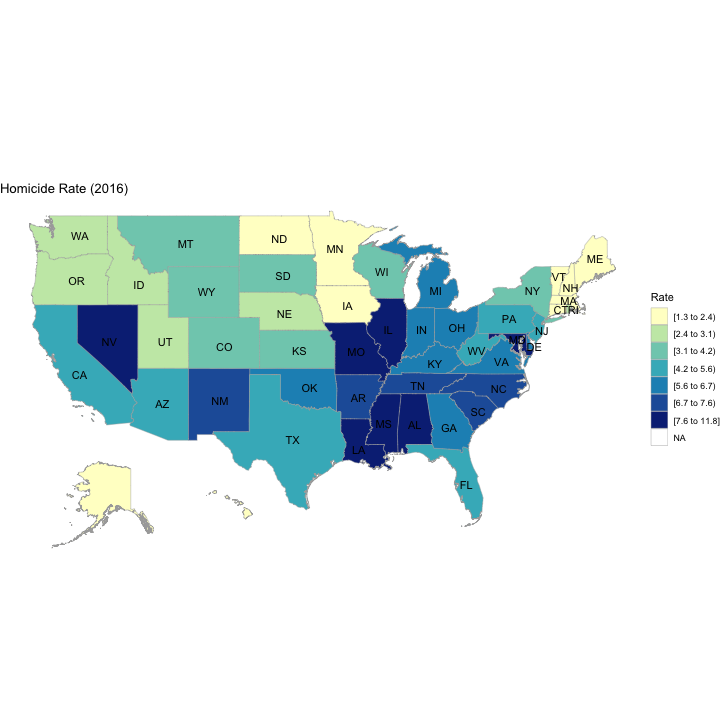 Homicide Rate (2016)
WA
MT
ND
MN
ME
VT
NH
OR
ID
WY
SD
WI
MI
NY
MA
CTRI
NV
UT
CO
NE
IA
IL
IN
OH
PA
NJ
DE
CA
KS
MO
KY
WV
VA
AZ
NM
OK
AR
TN
NC
SC
TX
LA
MS
AL
GA
FL
Rate
[1.3 to 2.4)
[2.4 to 3.1)
[3.1 to 4.2)
[4.2 to 5.6)
[5.6 to 6.7)
[6.7 to 7.6)
[7.6 to 11.8]
NA